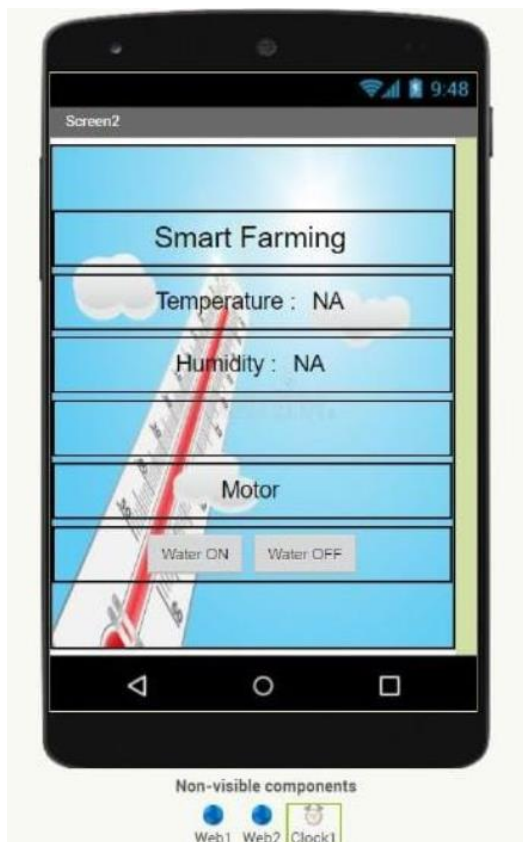 9:48
Screen2
Smart Farming
Temperature : NA
Humidity : NA
Motor
Water ON Water OFF
Non-visible components
Web1 Web2 Clock1